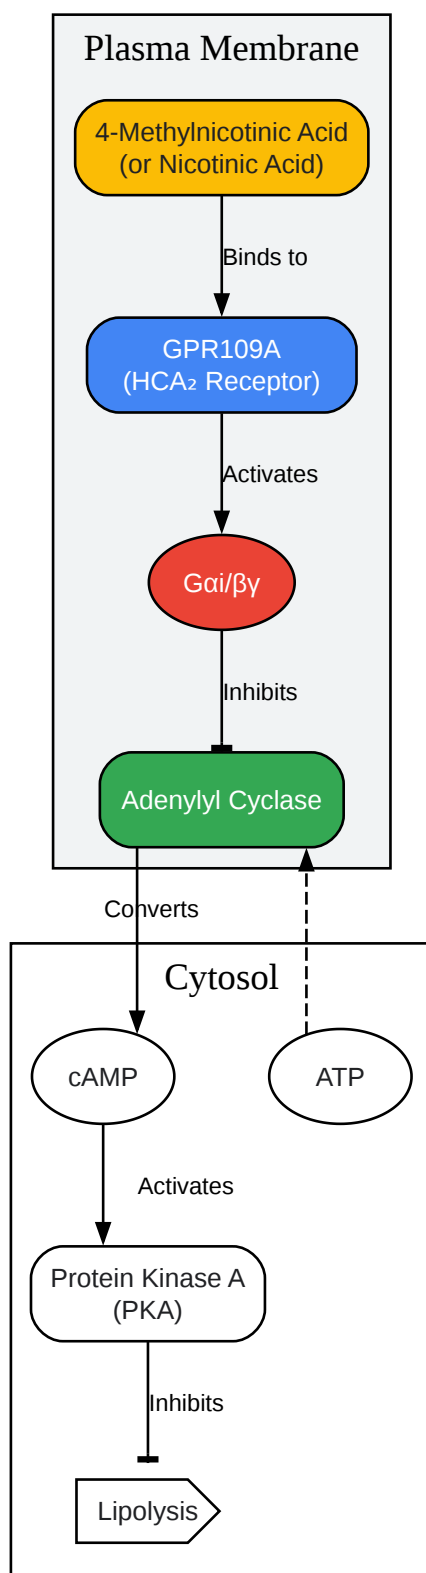 Plasma Membrane
4-Methylnicotinic Acid
(or Nicotinic Acid)
Binds to
GPR109A
(HCA₂ Receptor)
Activates
Gαi/βγ
Inhibits
Adenylyl Cyclase
Converts
Cytosol
cAMP
ATP
Activates
Protein Kinase A
(PKA)
Inhibits
Lipolysis